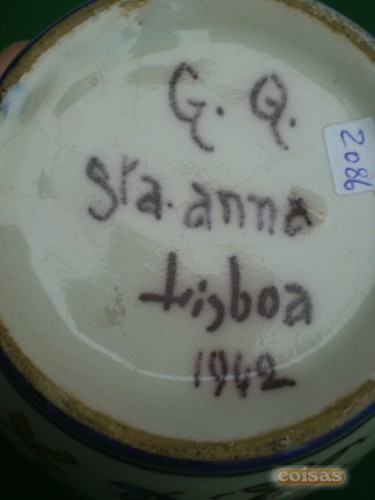 G. Q.
2086
Sta. anna
Lisboa
1942
coisas